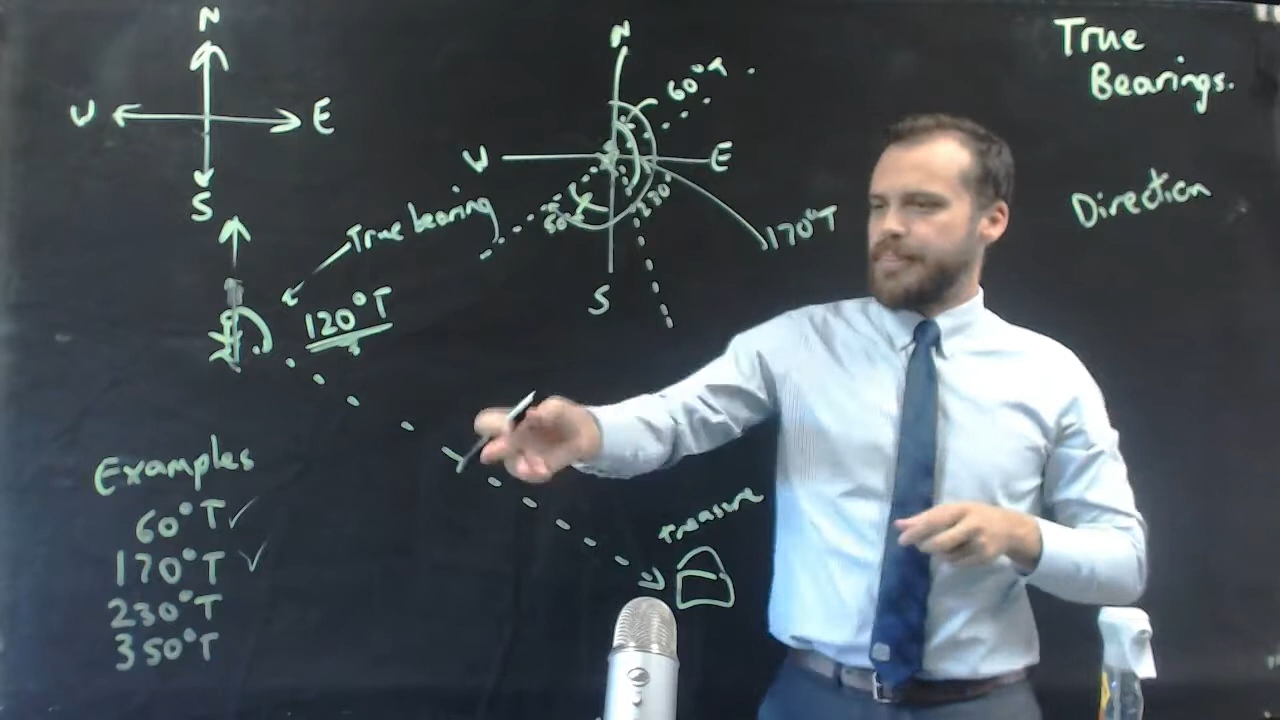 N
W E
S
N
60°
W E
S
50°
230°
170°T
True
Bearings.
Direction
True bearing
120°T
Examples
60°T ✓
170°T ✓
230°T
350°T
treasure